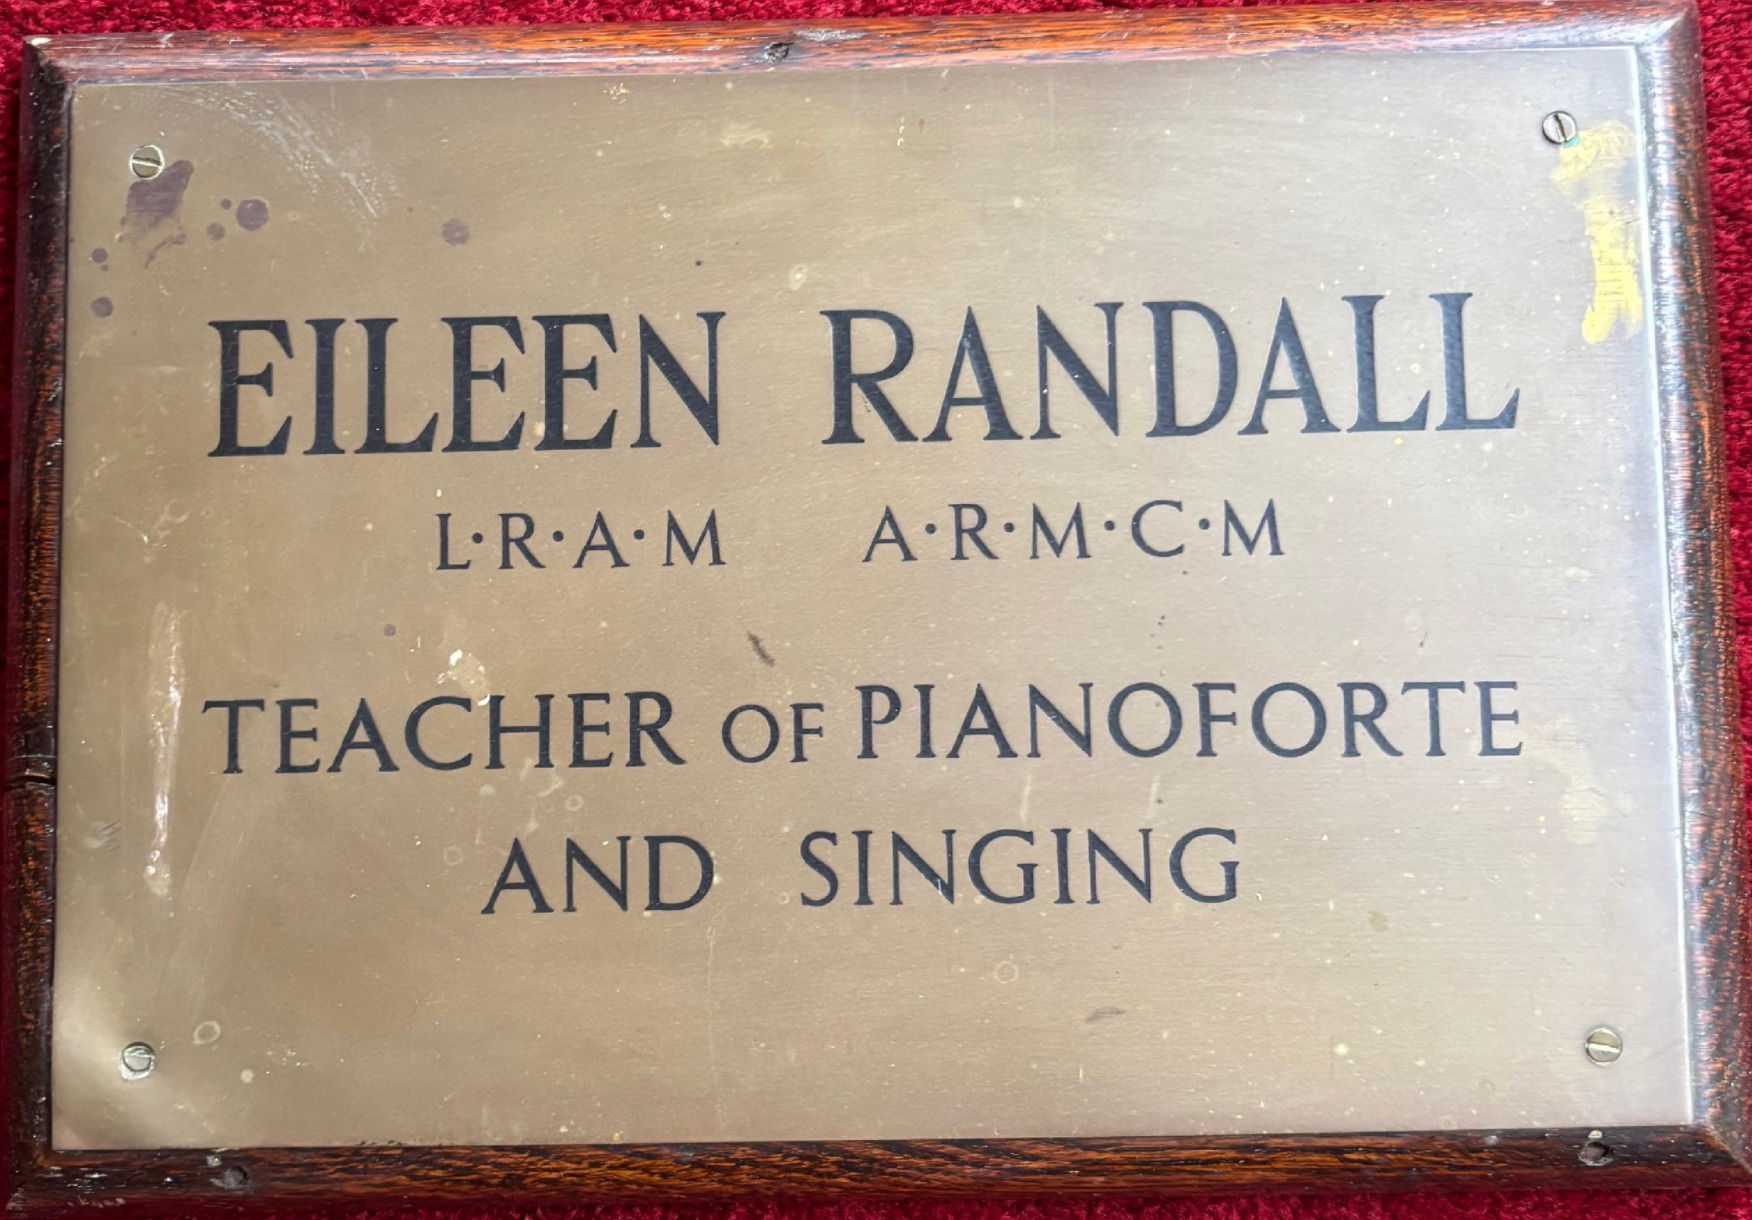 EILEEN RANDALL
L·R·A·M A·R·M·C·M
TEACHER OF PIANOFORTE
AND SINGING